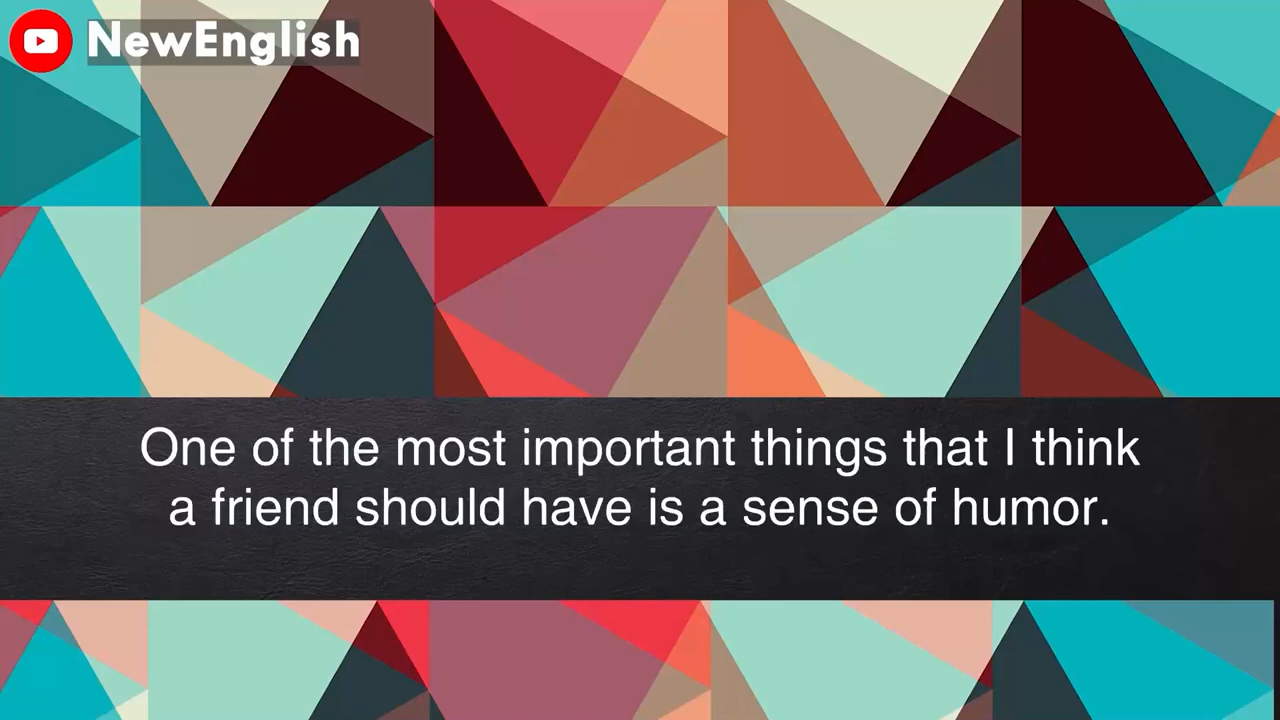 NewEnglish
One of the most important things that I think
a friend should have is a sense of humor.